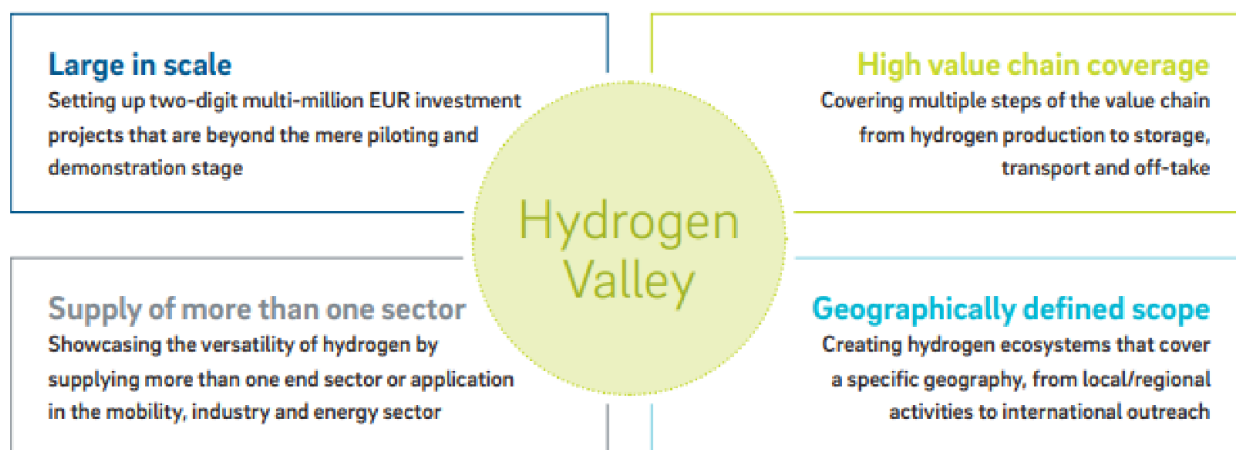 Large in scale
Setting up two-digit multi-million EUR investment
projects that are beyond the mere piloting and
demonstration stage
High value chain coverage
Covering multiple steps of the value chain
from hydrogen production to storage,
transport and off-take
Hydrogen
Valley
Supply of more than one sector
Showcasing the versatility of hydrogen by
supplying more than one end sector or application
in the mobility, industry and energy sector
Geographically defined scope
Creating hydrogen ecosystems that cover
a specific geography, from local/regional
activities to international outreach